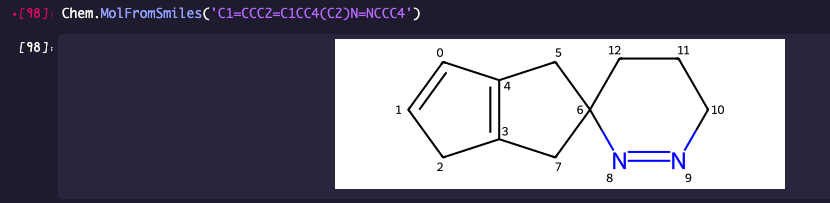 [98]: Chem.MolFromSmiles('C1=CCC2=C1CC4(C2)N=NCCC4')
[98]:
0 5 12 11
4
1 6 10
3
N N
2 7 8 9